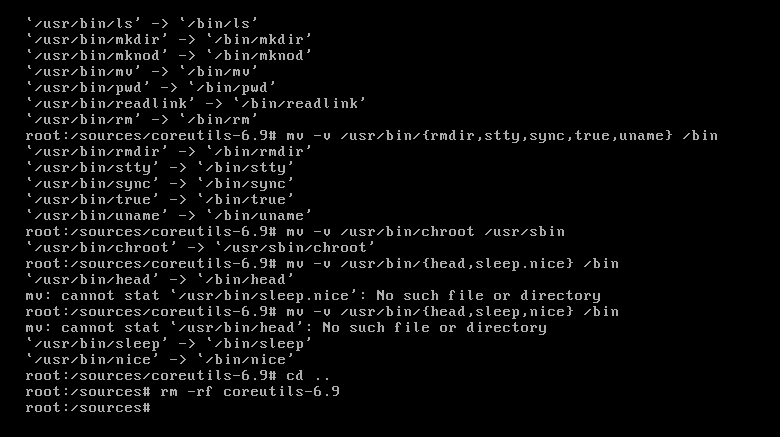 `/usr/bin/ls' -> `/bin/ls'
`/usr/bin/mkdir' -> `/bin/mkdir'
`/usr/bin/mknod' -> `/bin/mknod'
`/usr/bin/mv' -> `/bin/mv'
`/usr/bin/pwd' -> `/bin/pwd'
`/usr/bin/readlink' -> `/bin/readlink'
`/usr/bin/rm' -> `/bin/rm'
root:/sources/coreutils-6.9# mv -v /usr/bin/{rmdir,stty,sync,true,uname} /bin
`/usr/bin/rmdir' -> `/bin/rmdir'
`/usr/bin/stty' -> `/bin/stty'
`/usr/bin/sync' -> `/bin/sync'
`/usr/bin/true' -> `/bin/true'
`/usr/bin/uname' -> `/bin/uname'
root:/sources/coreutils-6.9# mv -v /usr/bin/chroot /usr/sbin
`/usr/bin/chroot' -> `/usr/sbin/chroot'
root:/sources/coreutils-6.9# mv -v /usr/bin/{head,sleep.nice} /bin
`/usr/bin/head' -> `/bin/head'
mv: cannot stat `/usr/bin/sleep.nice': No such file or directory
root:/sources/coreutils-6.9# mv -v /usr/bin/{head,sleep,nice} /bin
mv: cannot stat `/usr/bin/head': No such file or directory
`/usr/bin/sleep' -> `/bin/sleep'
`/usr/bin/nice' -> `/bin/nice'
root:/sources/coreutils-6.9# cd ..
root:/sources# rm -rf coreutils-6.9
root:/sources#